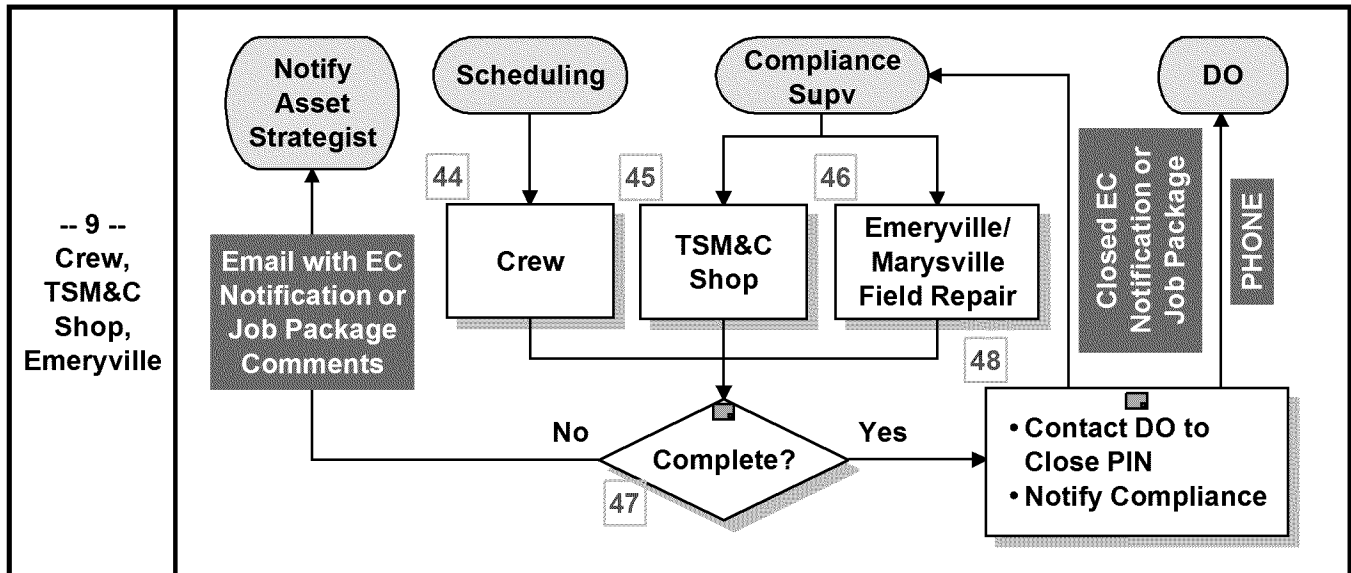 -- 9 --
Crew,
TSM&C
Shop,
Emeryville
Notify
Asset
Strategist
Scheduling
Compliance
Supv
DO
44
45
46
Crew
TSM&C
Shop
Emeryville/
Marysville
Field Repair
Email with EC
Notification or
Job Package
Comments
Closed EC
Notification or
Job Package
PHONE
48
No
Complete?
Yes
47
• Contact DO to
Close PIN
• Notify Compliance